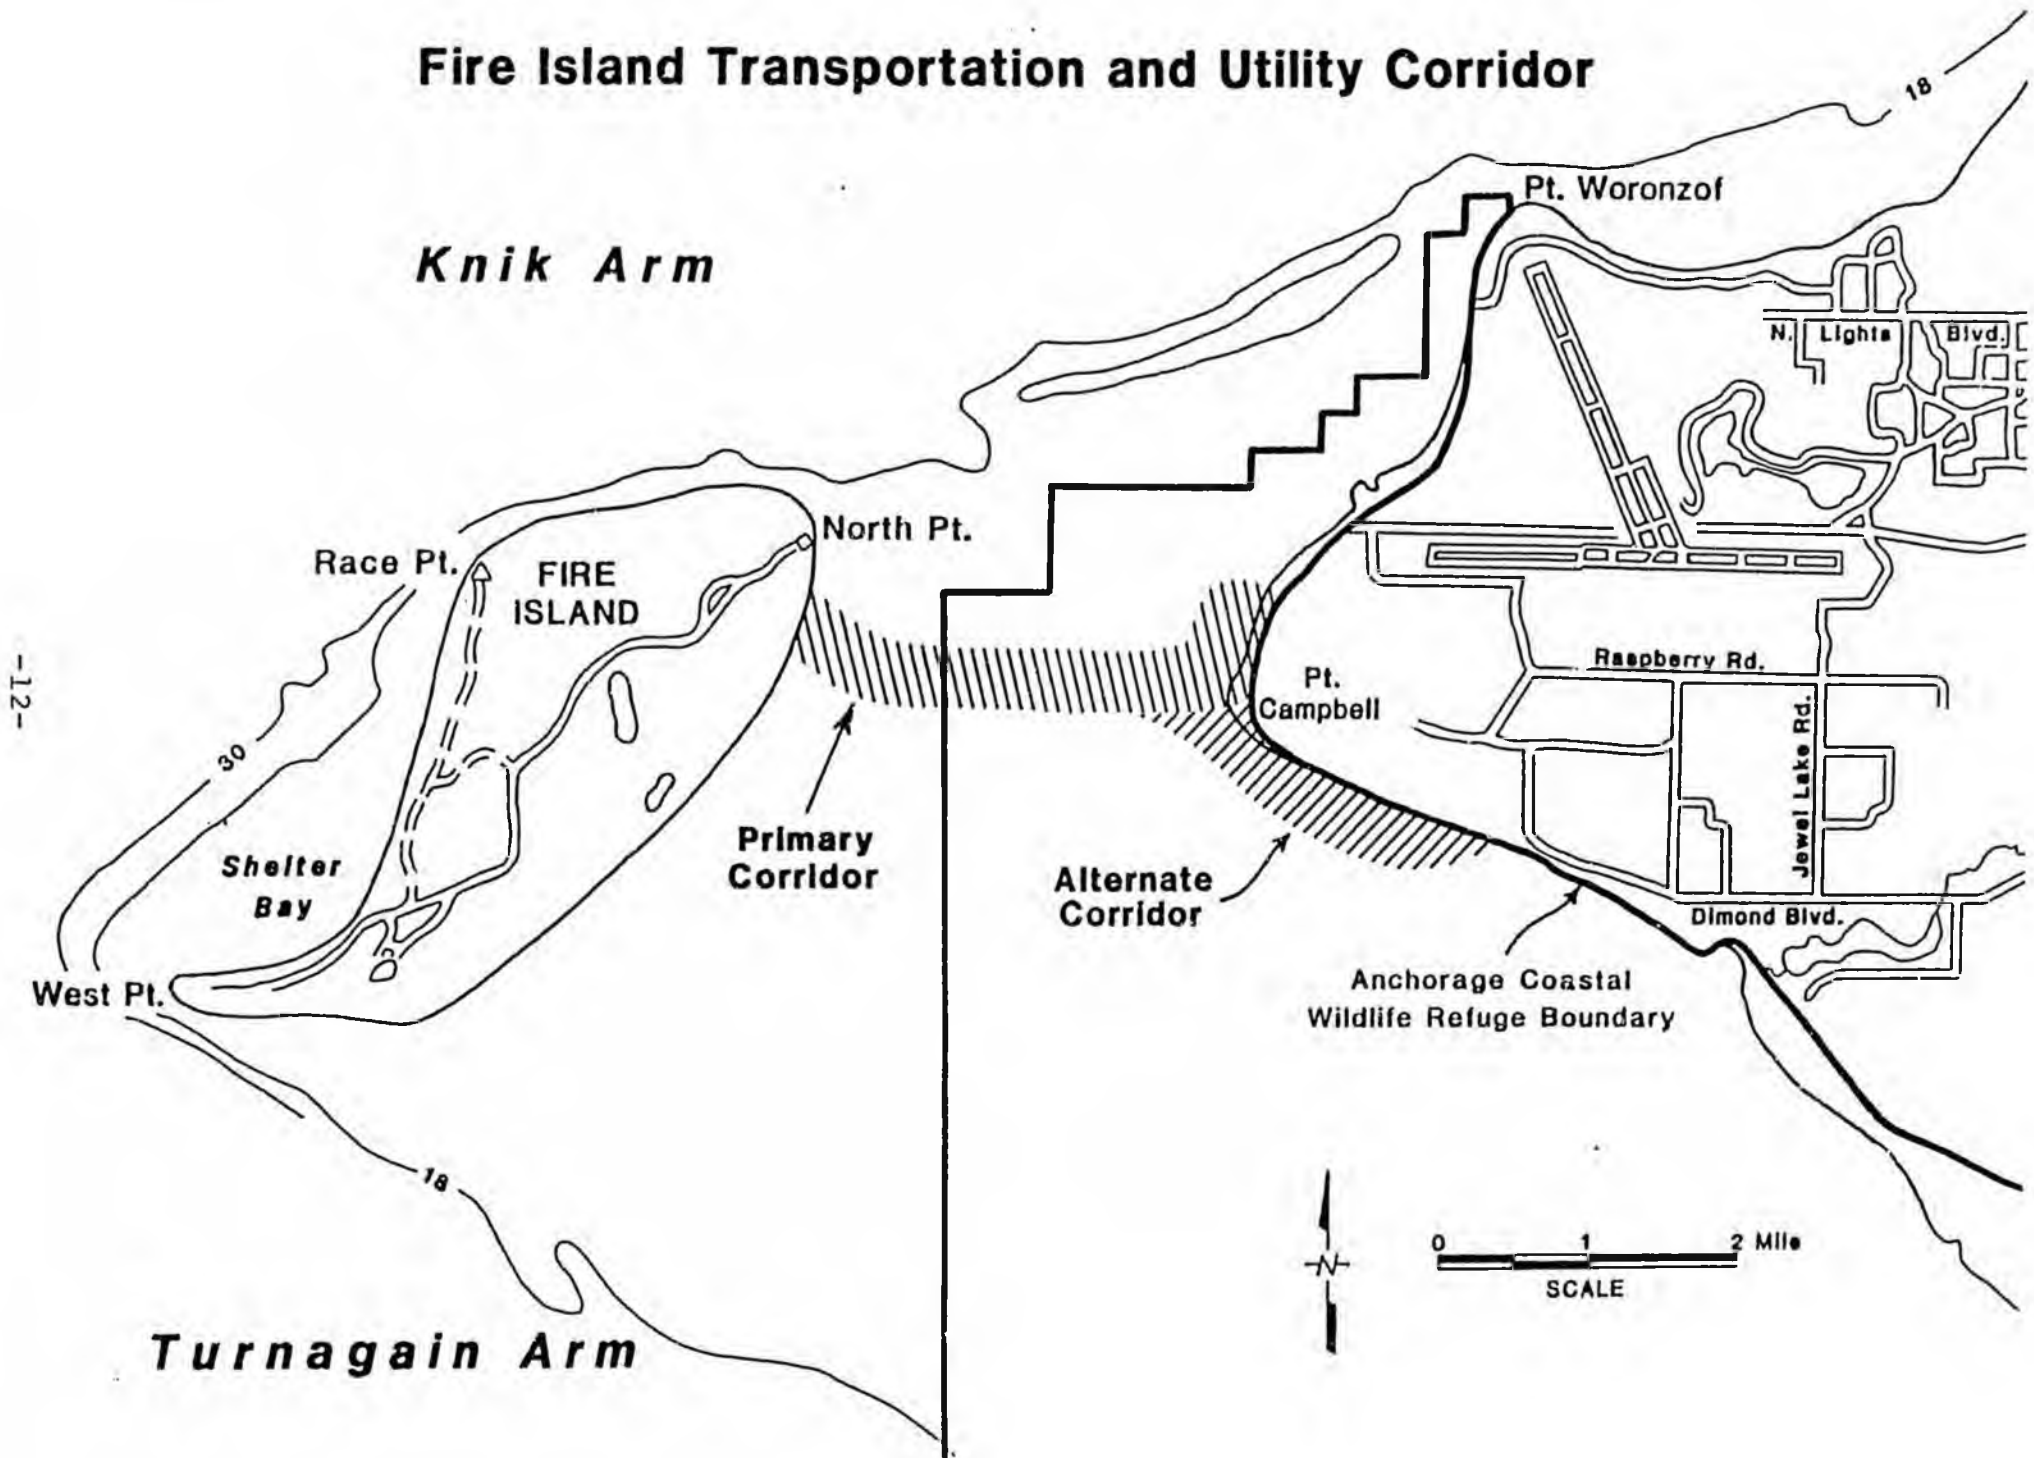 Fire Island Transportation and Utility Corridor
18
Pt. Woronzof
Knik Arm
N. Lights Blvd.
North Pt.
Race Pt.
FIRE
ISLAND
-12-
Raspberry Rd.
Pt.
Campbell
Jewel Lake Rd.
30
Primary
Corridor
Shelter
Bay
Alternate
Corridor
Dimond Blvd.
West Pt.
Anchorage Coastal
Wildlife Refuge Boundary
18
N
0 1 2 Mile
SCALE
Turnagain Arm